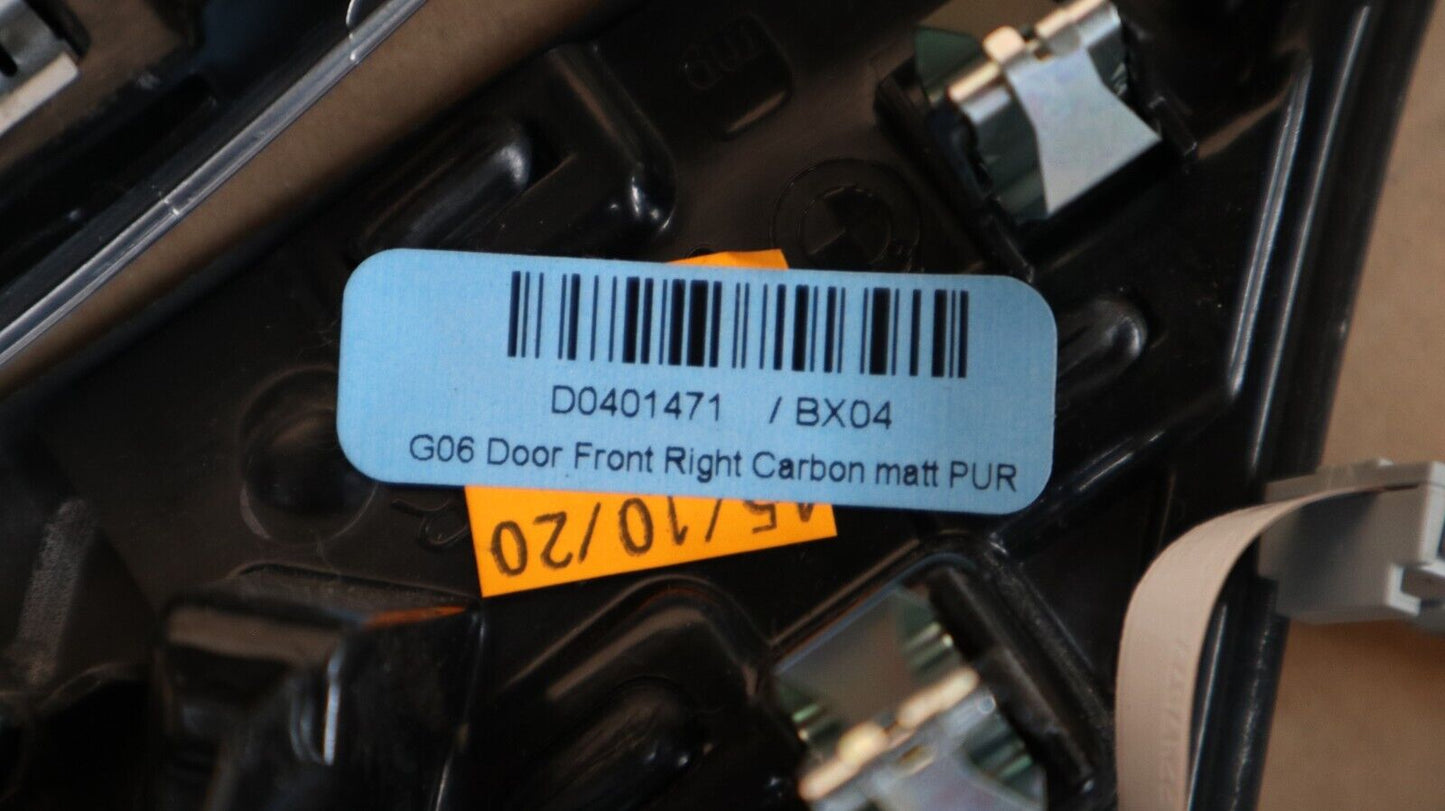 D0401471 / BX04
G06 Door Front Right Carbon matt PUR
15/10/20